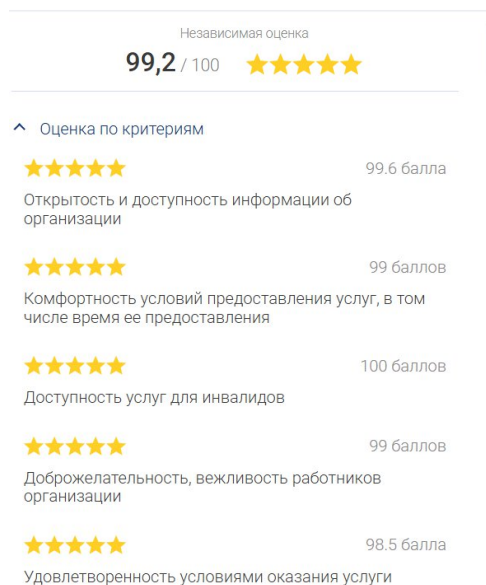 Независимая оценка
99,2 / 100
Оценка по критериям
99.6 балла
Открытость и доступность информации об
организации
99 баллов
Комфортность условий предоставления услуг, в том
числе время ее предоставления
100 баллов
Доступность услуг для инвалидов
99 баллов
Доброжелательность, вежливость работников
организации
98.5 балла
Удовлетворенность условиями оказания услуги